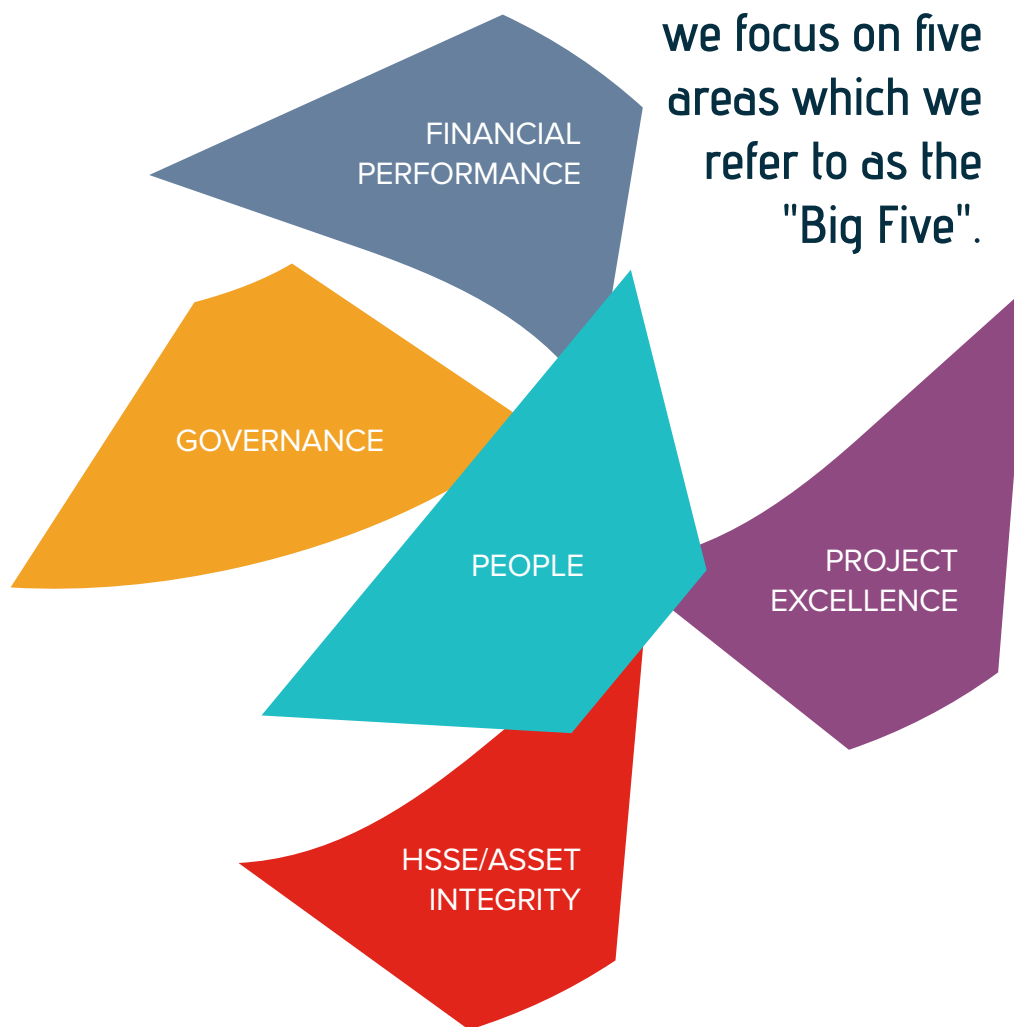 we focus on five
areas which we
refer to as the
"Big Five".
FINANCIAL
PERFORMANCE
GOVERNANCE
PEOPLE
PROJECT
EXCELLENCE
HSSE/ASSET
INTEGRITY